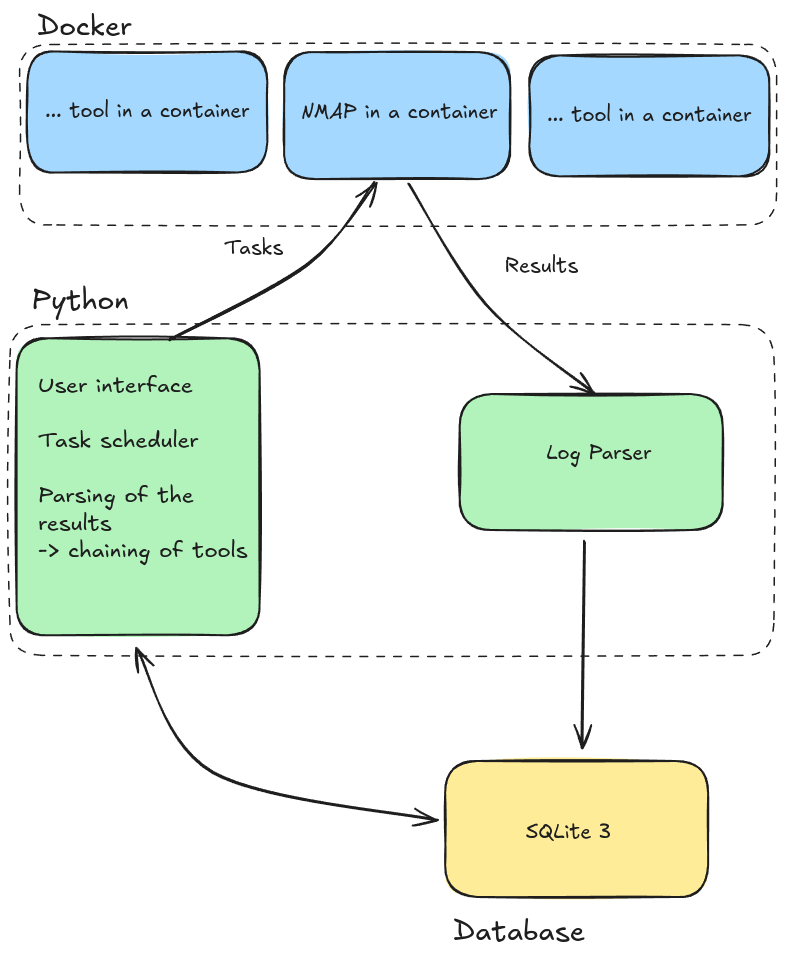 Docker
... tool in a container
NMAP in a container
... tool in a container
Tasks
Results
Python
User interface
Task scheduler
Parsing of the
results
-> chaining of tools
Log Parser
SQLite 3
Database